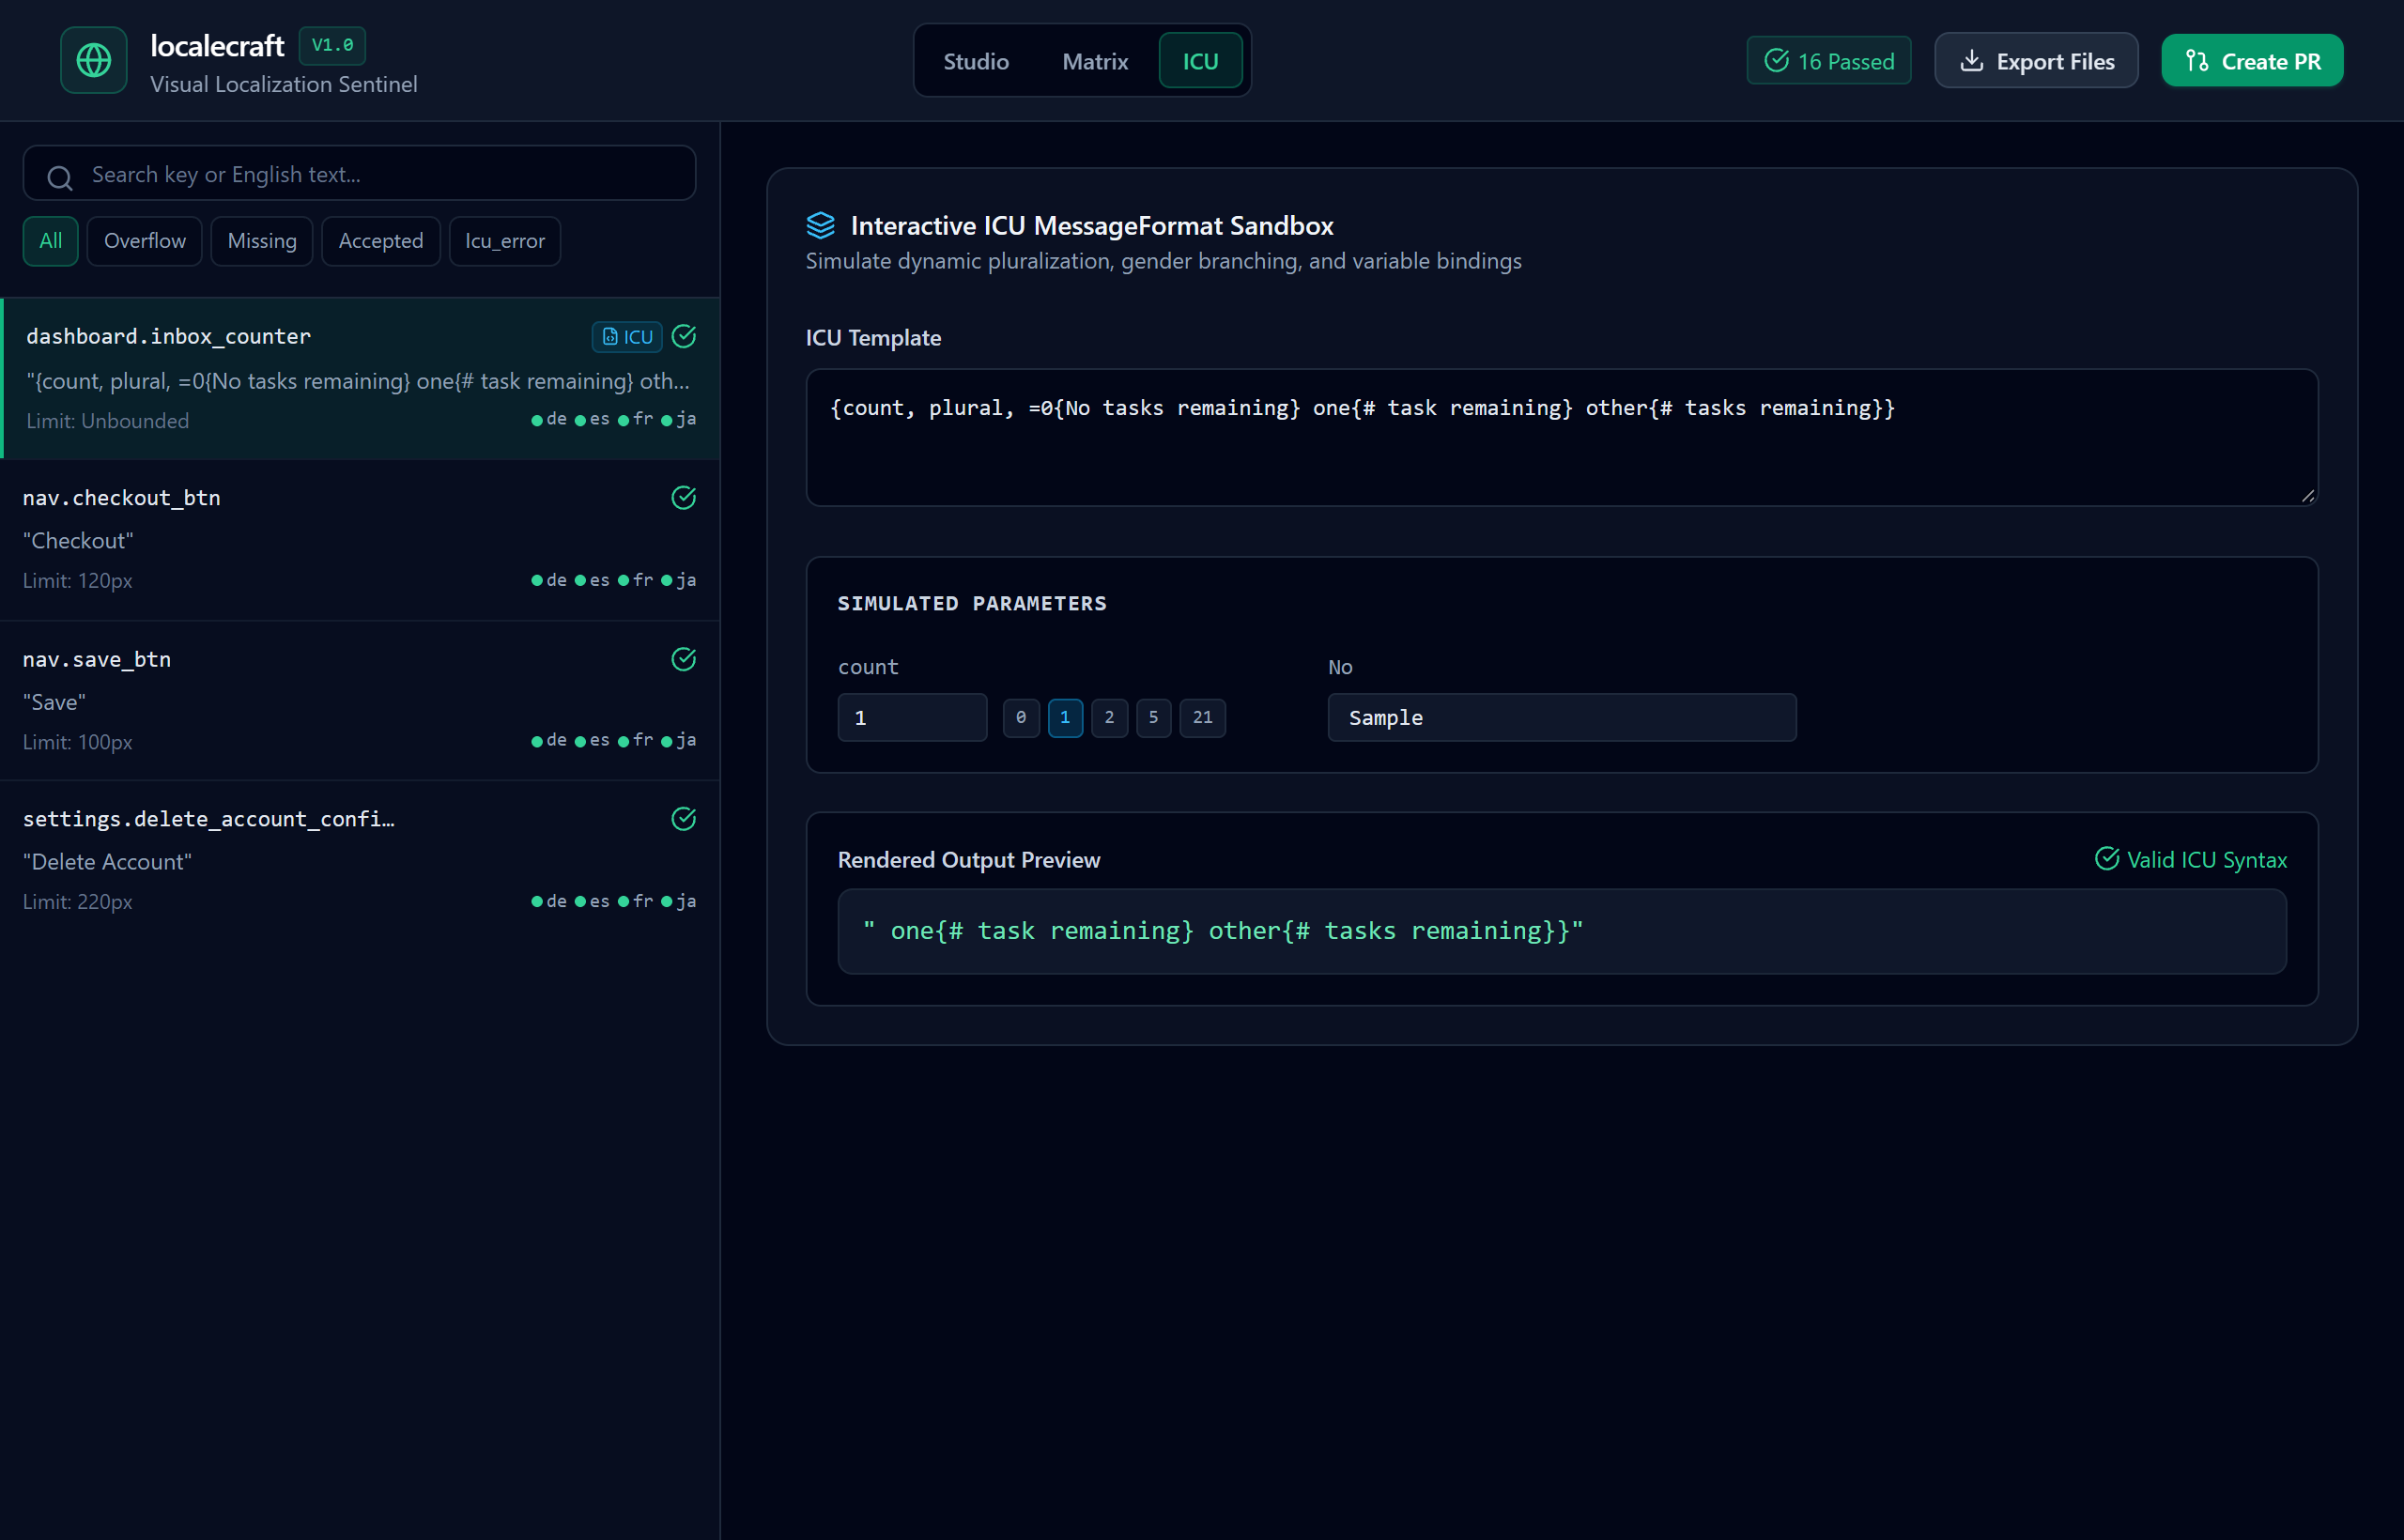 localecraft V1.0
Visual Localization Sentinel
Studio Matrix ICU
16 Passed Export Files Create PR
Search key or English text...
All Overflow Missing Accepted Icu_error
dashboard.inbox_counter ICU
"{count, plural, =0{No tasks remaining} one{# task remaining} oth...
Limit: Unbounded de es fr ja
nav.checkout_btn
"Checkout"
Limit: 120px de es fr ja
nav.save_btn
"Save"
Limit: 100px de es fr ja
settings.delete_account_confi…
"Delete Account"
Limit: 220px de es fr ja
Interactive ICU MessageFormat Sandbox
Simulate dynamic pluralization, gender branching, and variable bindings
ICU Template
{count, plural, =0{No tasks remaining} one{# task remaining} other{# tasks remaining}}
SIMULATED PARAMETERS
count No
1 0 1 2 5 21 Sample
Rendered Output Preview Valid ICU Syntax
" one{# task remaining} other{# tasks remaining}}"